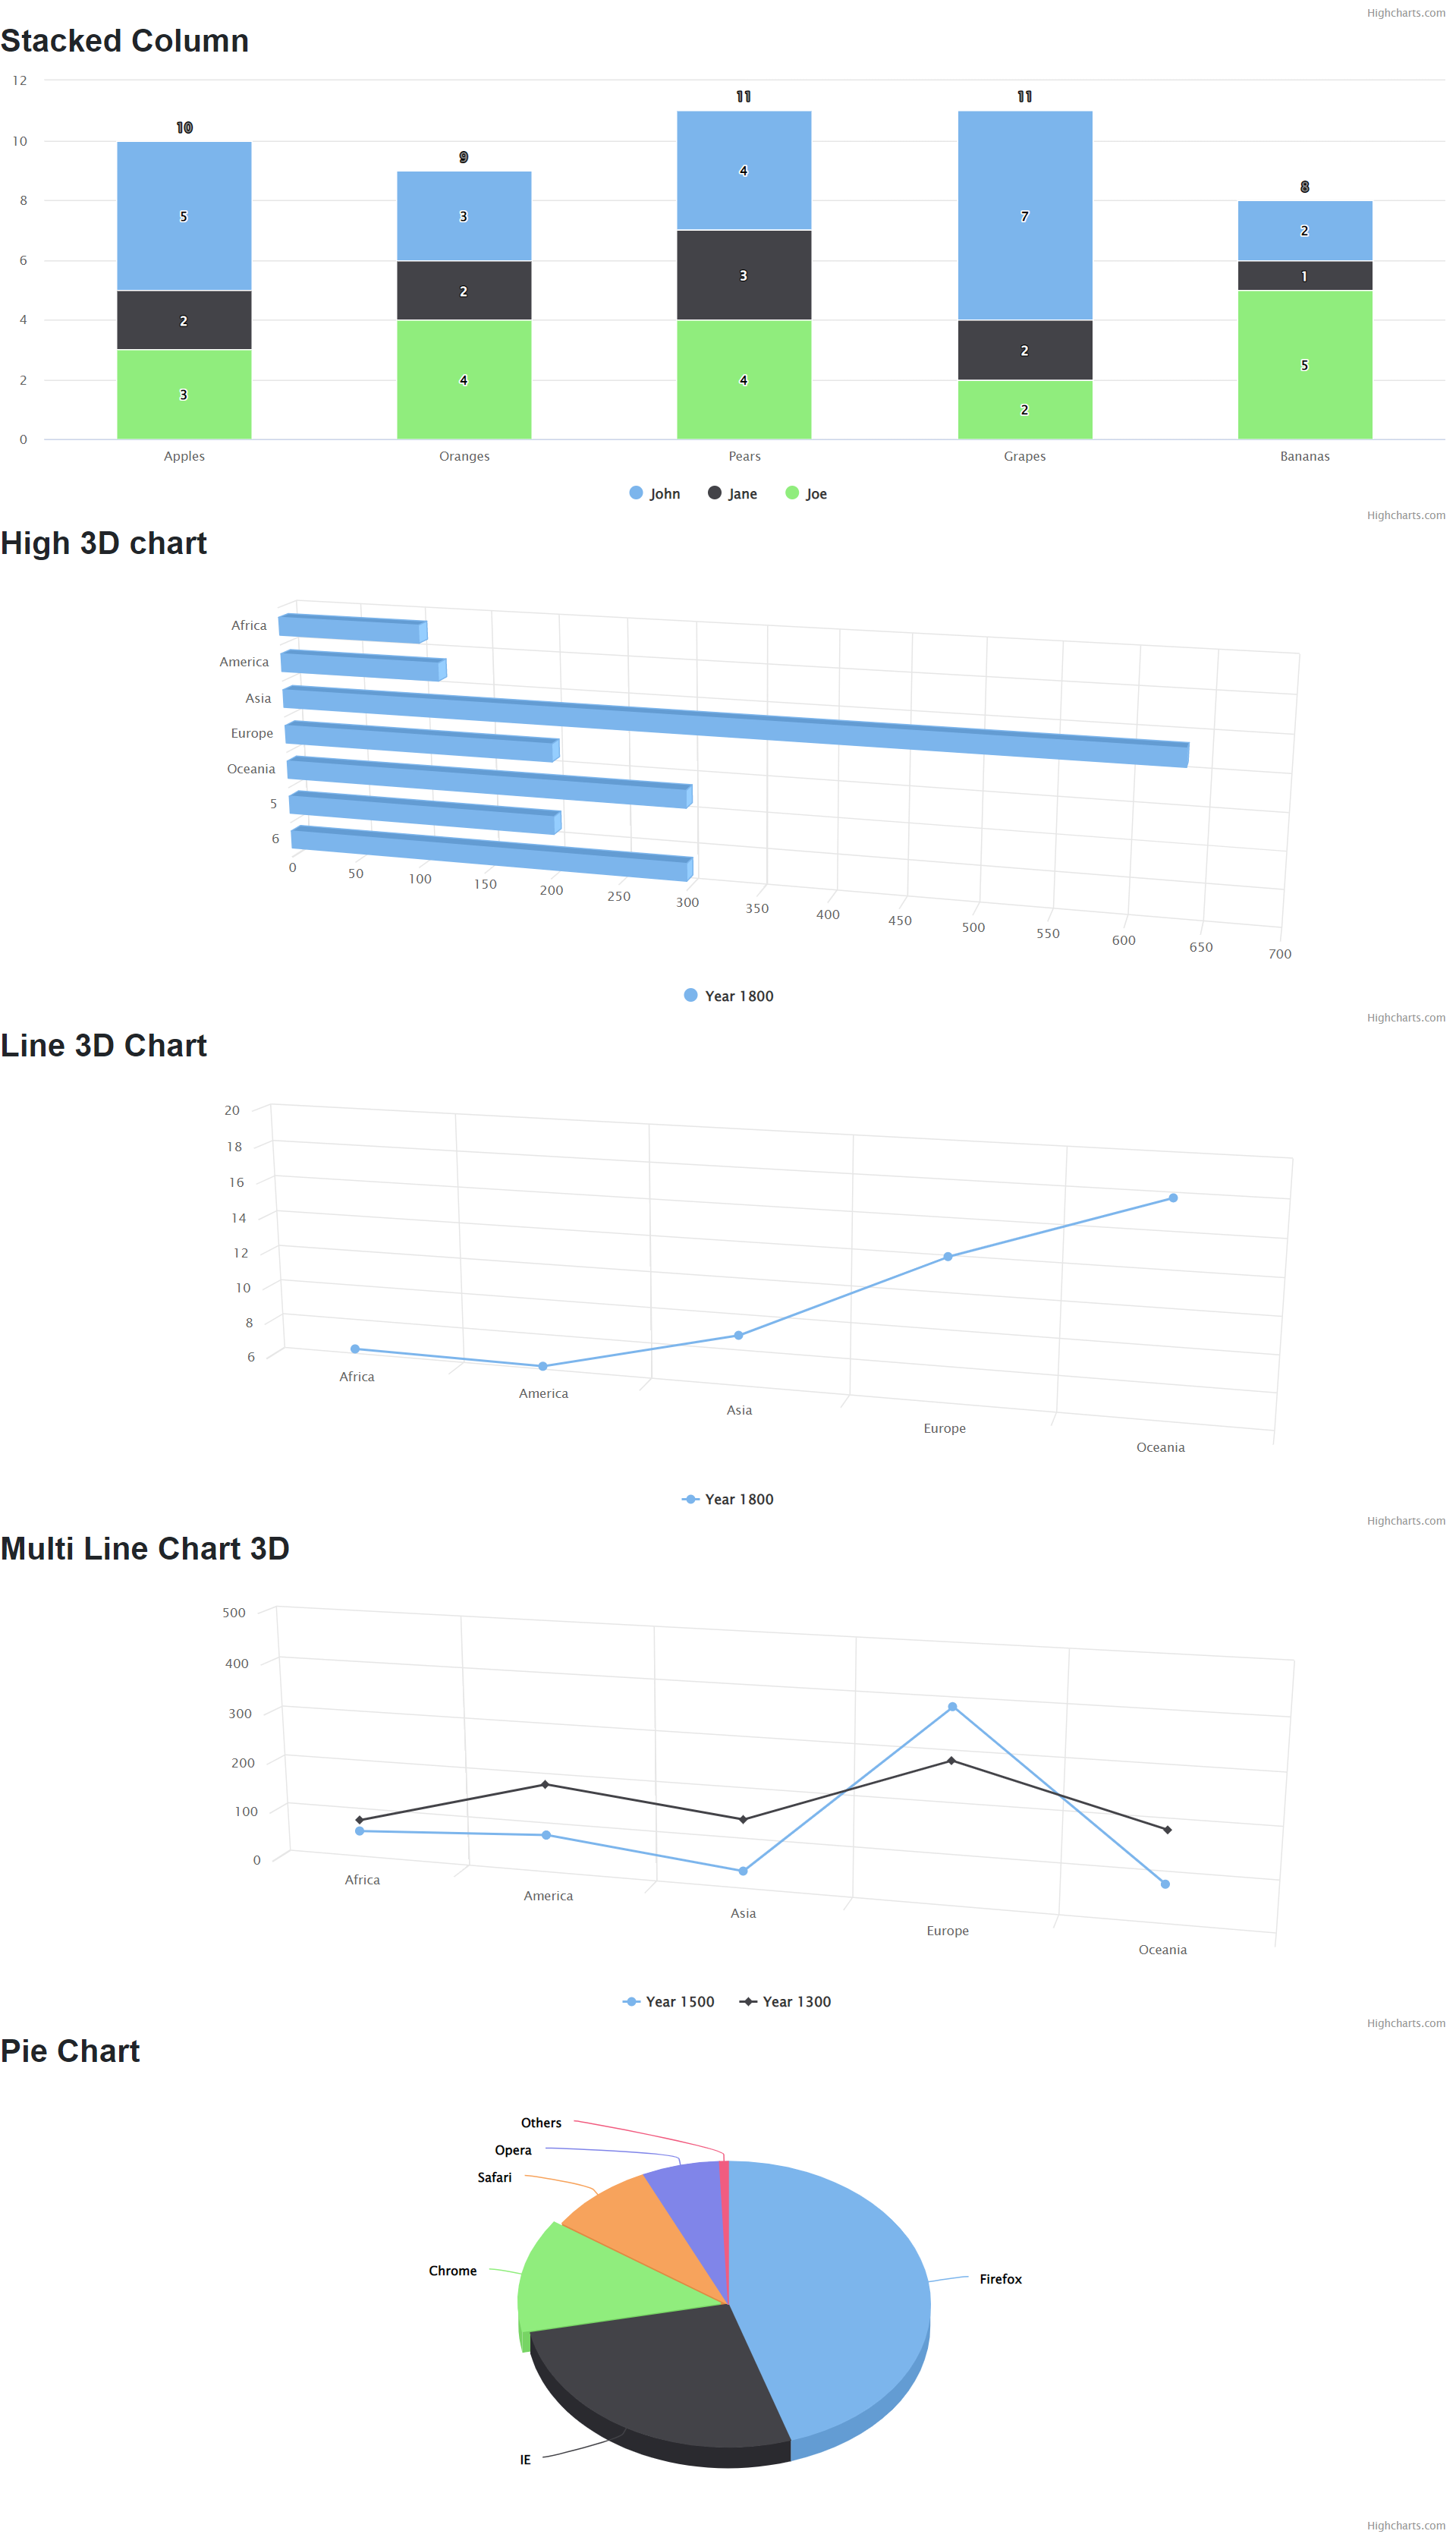 Highcharts.com
Stacked Column
12
10
8
6
4
2
0
10
9
11
11
8
5
3
4
7
2
2
2
3
2
1
3
4
4
2
5
Apples Oranges Pears Grapes Bananas
John Jane Joe
Highcharts.com
High 3D chart
Africa
America
Asia
Europe
Oceania
5
6
0 50 100 150 200 250 300 350 400 450 500 550 600 650 700
Year 1800
Highcharts.com
Line 3D Chart
20
18
16
14
12
10
8
6
Africa America Asia Europe Oceania
Year 1800
Highcharts.com
Multi Line Chart 3D
500
400
300
200
100
0
Africa America Asia Europe Oceania
Year 1500 Year 1300
Highcharts.com
Pie Chart
Others
Opera
Safari
Chrome
Firefox
IE
Highcharts.com